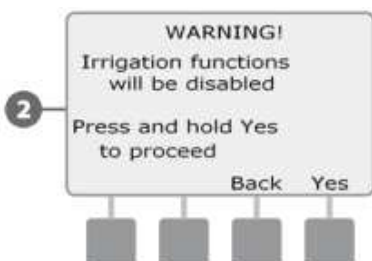 WARNING!
Irrigation functions
will be disabled
2
Press and hold Yes
to proceed
Back Yes